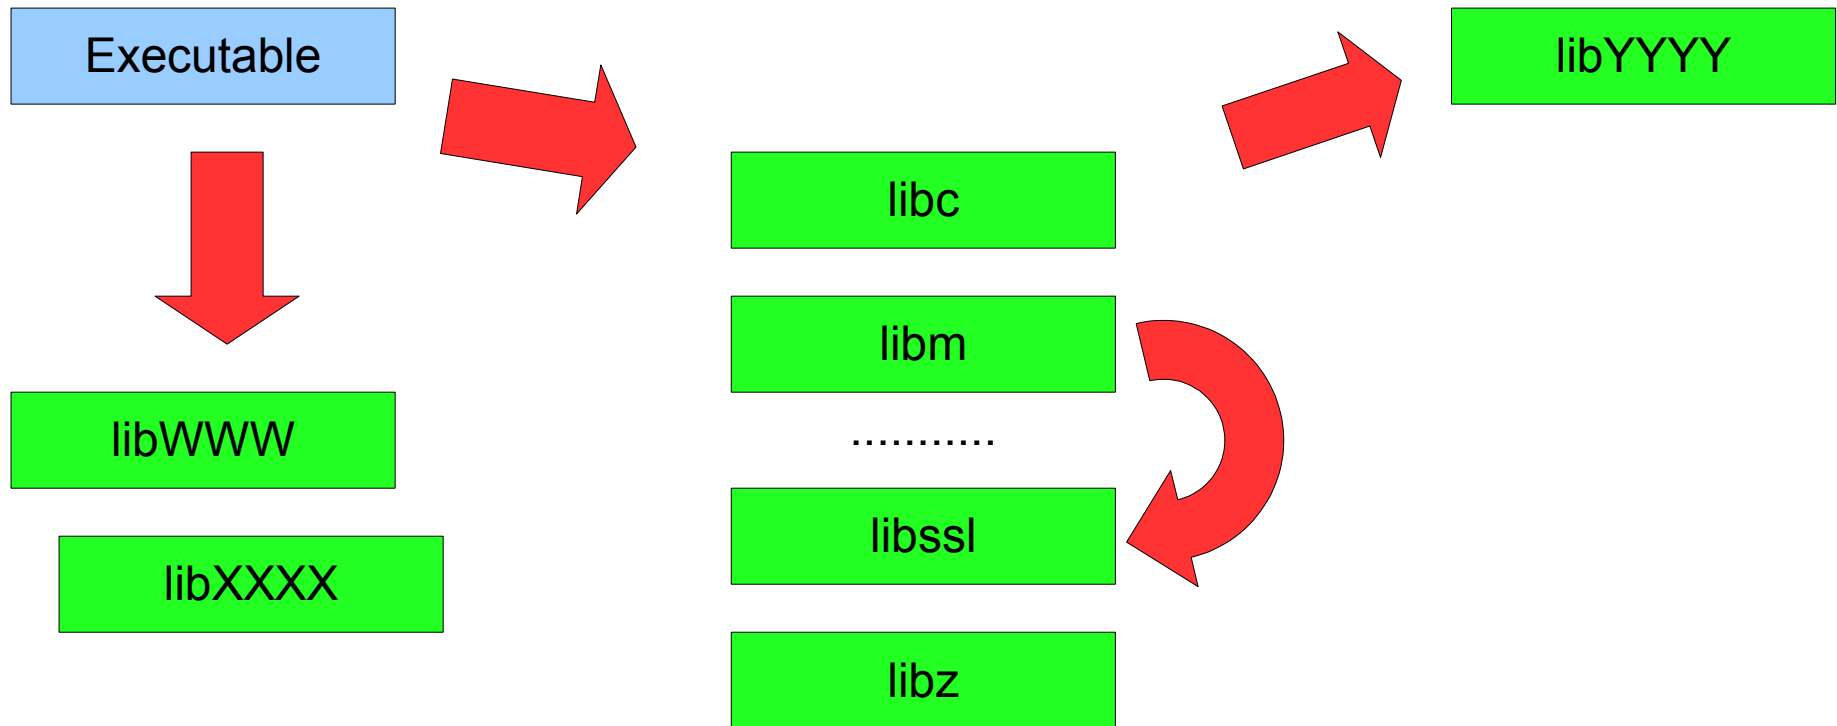 Executable
libYYYY
libc
libm
...........
libWWW
libssl
libXXXX
libz